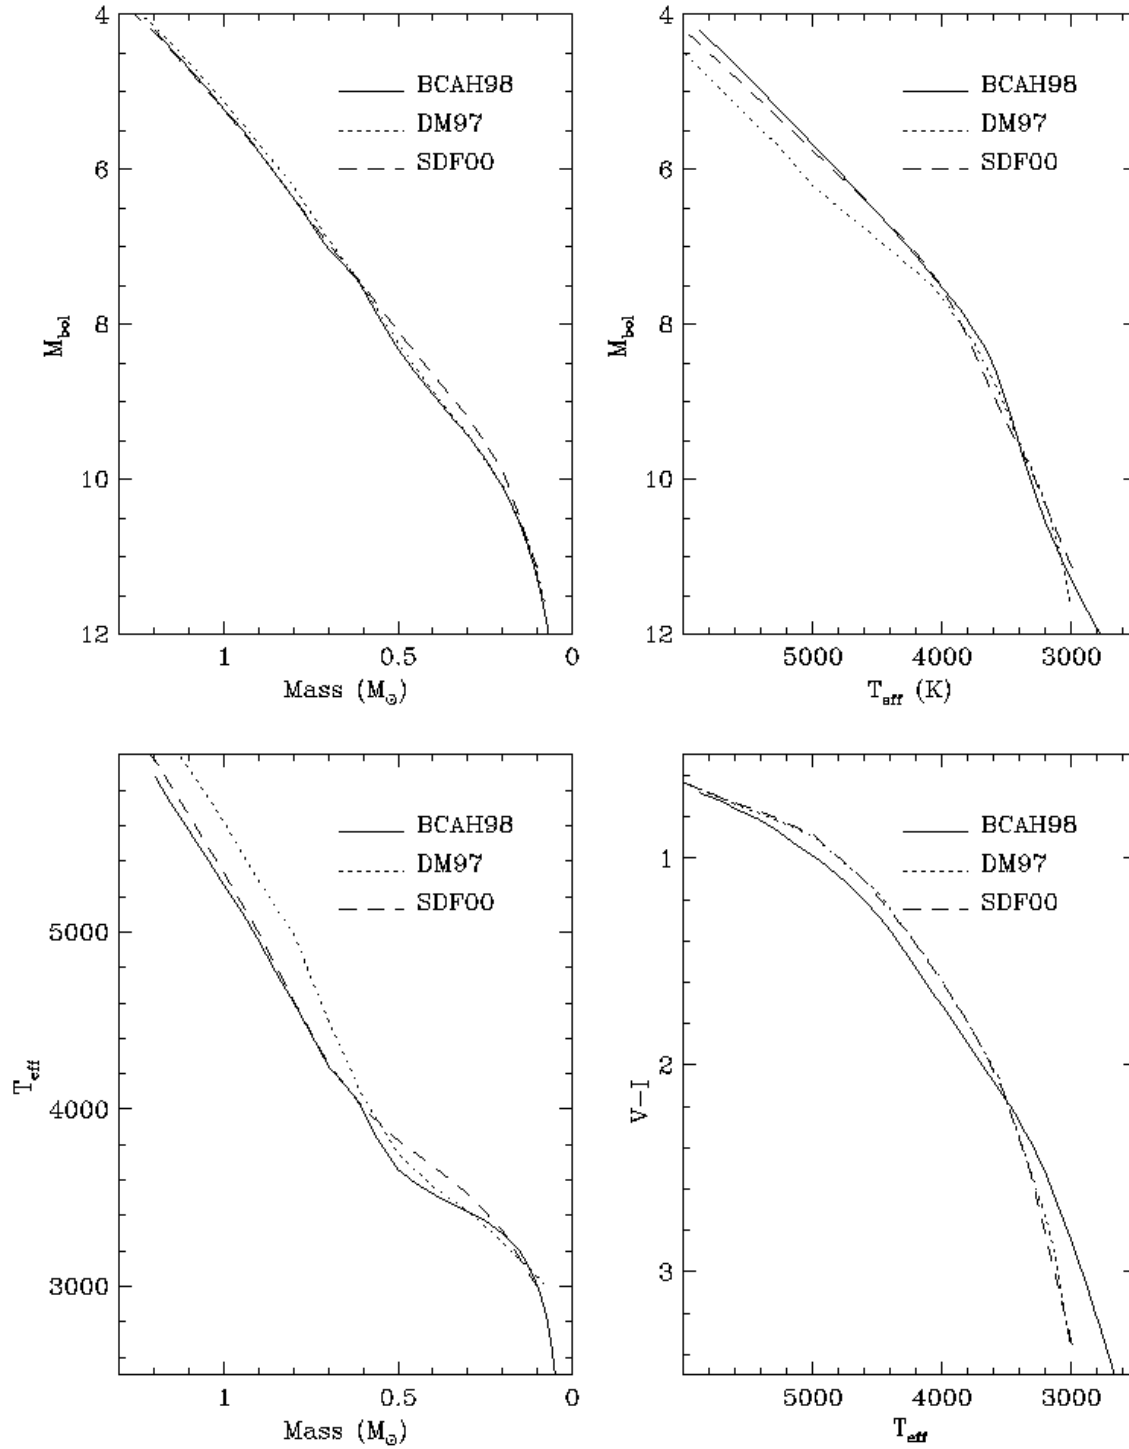 4
6
8
10
12
M_bol
BCAH98
DM97
SDF00
1
0.5
0
Mass (M_⊙)
4
6
8
10
12
M_bol
BCAH98
DM97
SDF00
5000
4000
3000
T_eff (K)
5000
4000
3000
T_eff
BCAH98
DM97
SDF00
1
0.5
0
Mass (M_⊙)
1
2
3
V-I
BCAH98
DM97
SDF00
5000
4000
3000
T_eff